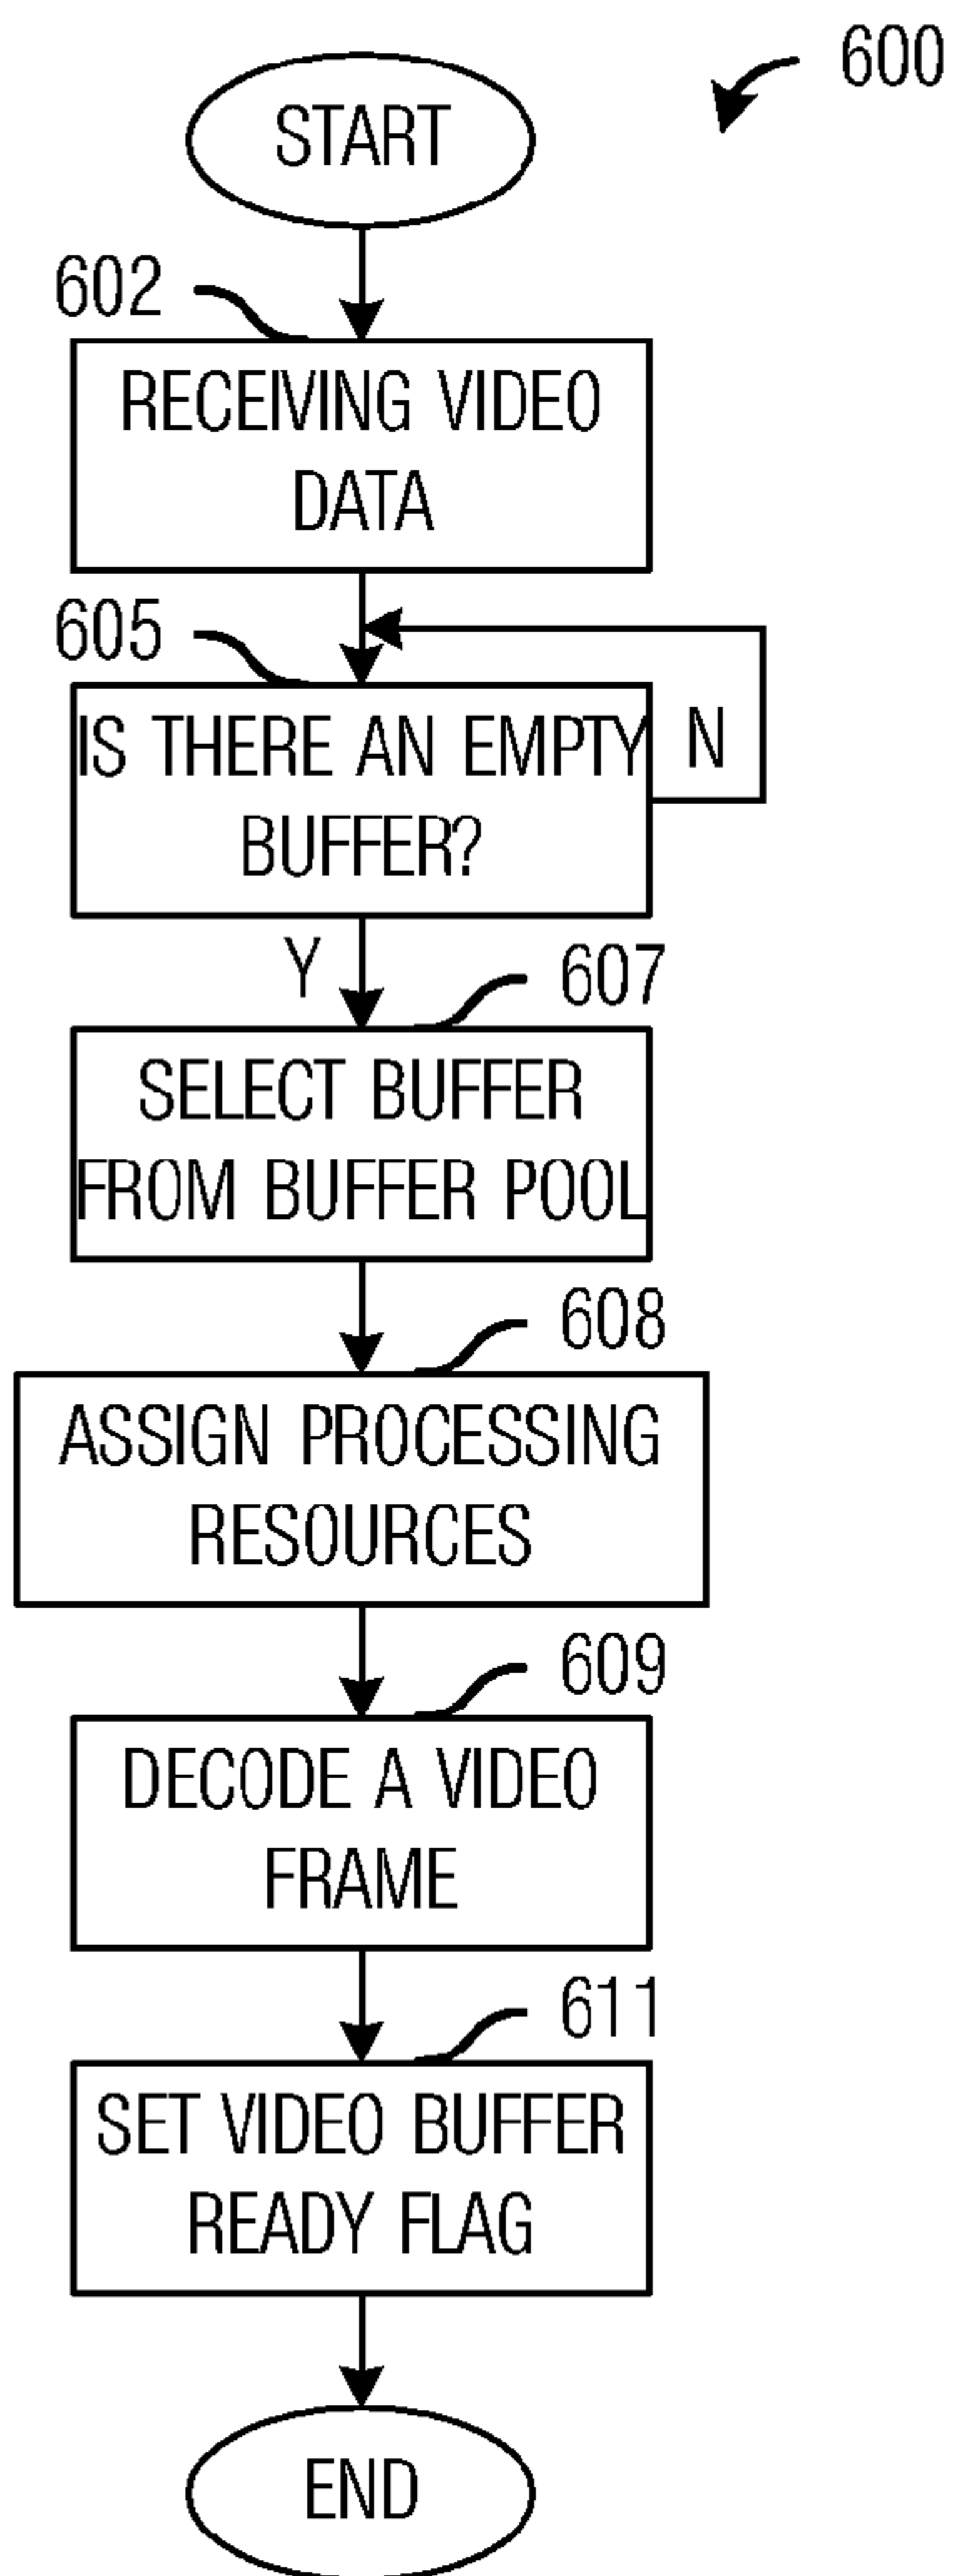 600
START
602
RECEIVING VIDEO
DATA
605
IS THERE AN EMPTY
BUFFER?
N
Y
607
SELECT BUFFER
FROM BUFFER POOL
608
ASSIGN PROCESSING
RESOURCES
609
DECODE A VIDEO
FRAME
611
SET VIDEO BUFFER
READY FLAG
END